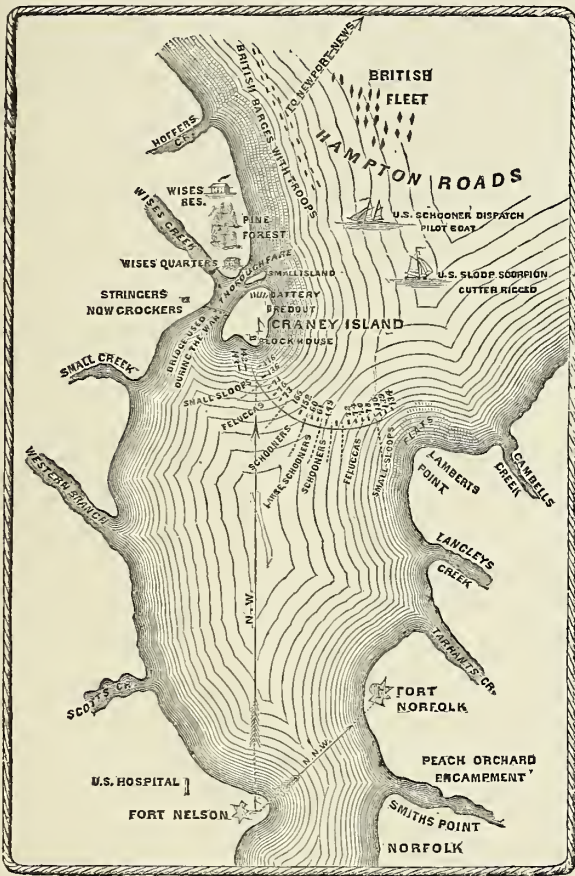 BRITISH BARGES WITH TROOPS
TO NEWPORT NEWS
BRITISH
FLEET
HAMPTON ROADS
HOFFERS
CR.
WISES
RES.
WISES CREEK
PINE
FOREST
WISES' QUARTERS
THOROUGHFARE
SMALL ISLAND
U.S. SCHOONER DISPATCH
PILOT BOAT
U.S. SLOOP SCORPION
CUTTER RIGGED
STRINGERS
NOW CROCKERS
BATTERY
REDOUT
CRANEY ISLAND
BLOCK HOUSE
BRIDGE USED
DURING THE WAR
SMALL CREEK
SMALL SLOOPS
FELUCCAS
SCHOONERS
LARGE SCHOONERS
SCHOONERS
FELUCCAS
SMALL SLOOPS
FLATS
LAMBERTS
POINT
CAMBELLS
CREEK
WESTERN BRANCH
LANGLEYS
CREEK
N.W.
TARHANTS CR.
SCOTTS CR.
FORT
NORFOLK
N.N.W.
U.S. HOSPITAL
FORT NELSON
PEACH ORCHARD
ENCAMPMENT
SMITHS POINT
NORFOLK